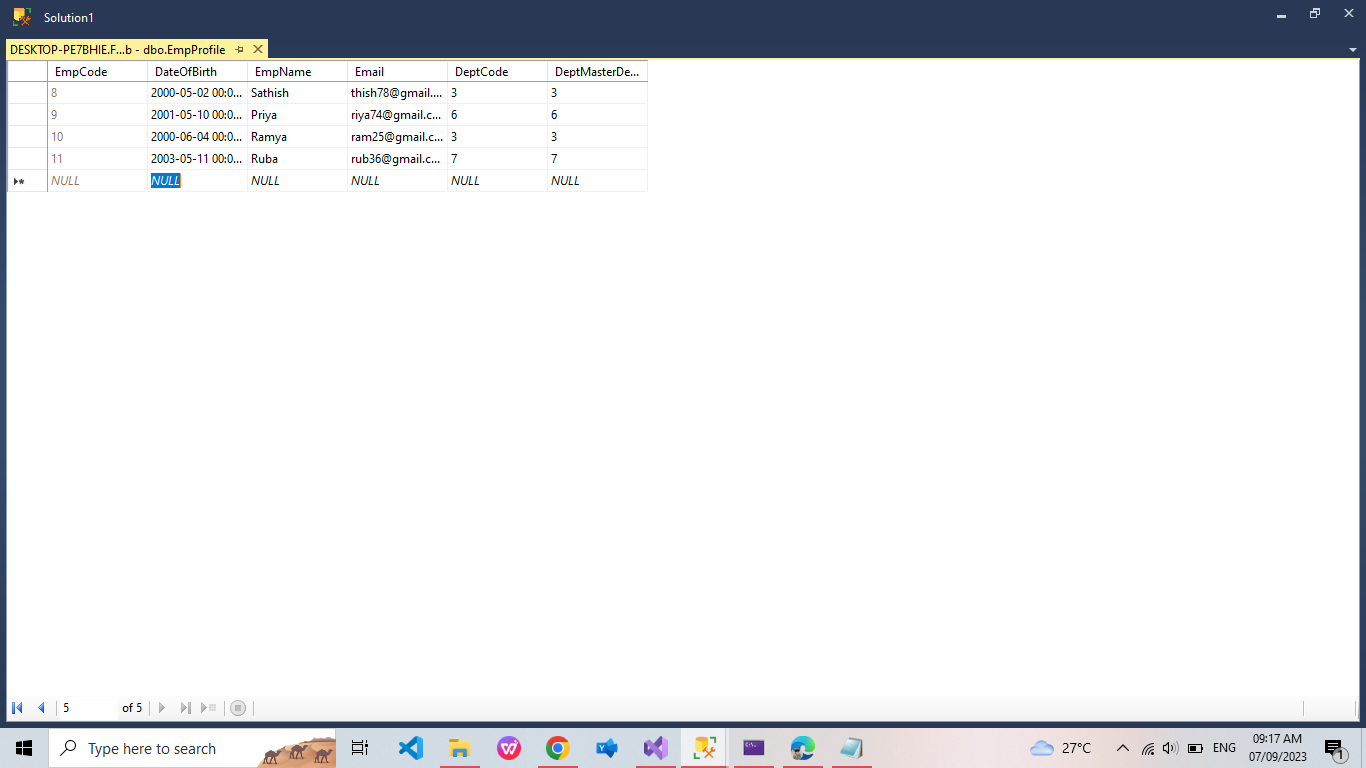 Solution1
DESKTOP-PE7BHIE.F...b - dbo.EmpProfile
EmpCode DateOfBirth EmpName Email DeptCode DeptMasterDe...
8 2000-05-02 00:0... Sathish thish78@gmail.... 3 3
9 2001-05-10 00:0... Priya riya74@gmail.c... 6 6
10 2000-06-04 00:0... Ramya ram25@gmail.c... 3 3
11 2003-05-11 00:0... Ruba rub36@gmail.c... 7 7
NULL NULL NULL NULL NULL NULL
5 of 5
Type here to search
27°C
ENG
09:17 AM
07/09/2023
1